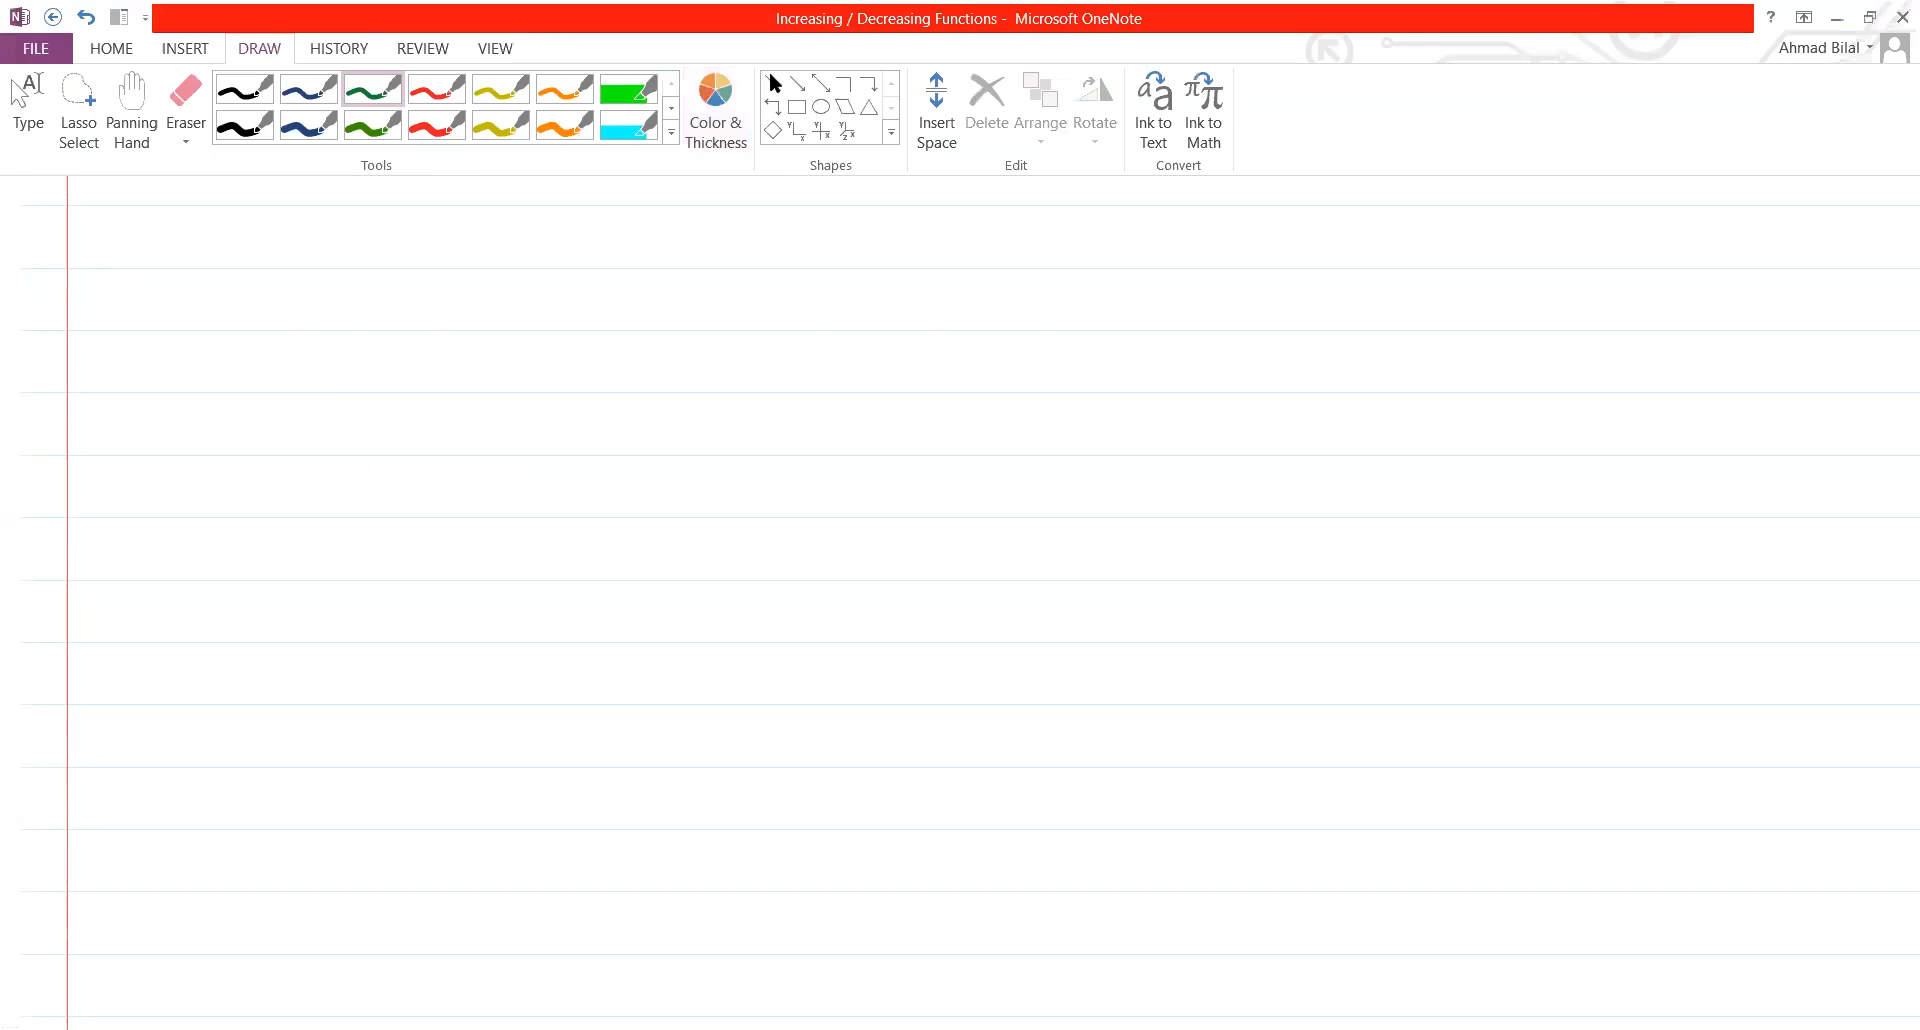 Increasing / Decreasing Functions - Microsoft OneNote
?
FILE HOME INSERT DRAW HISTORY REVIEW VIEW Ahmad Bilal
Type
Lasso Select
Panning Hand
Eraser
Color & Thickness
Insert Space
Delete
Arrange
Rotate
Ink to Text
Ink to Math
Tools
Shapes
Edit
Convert